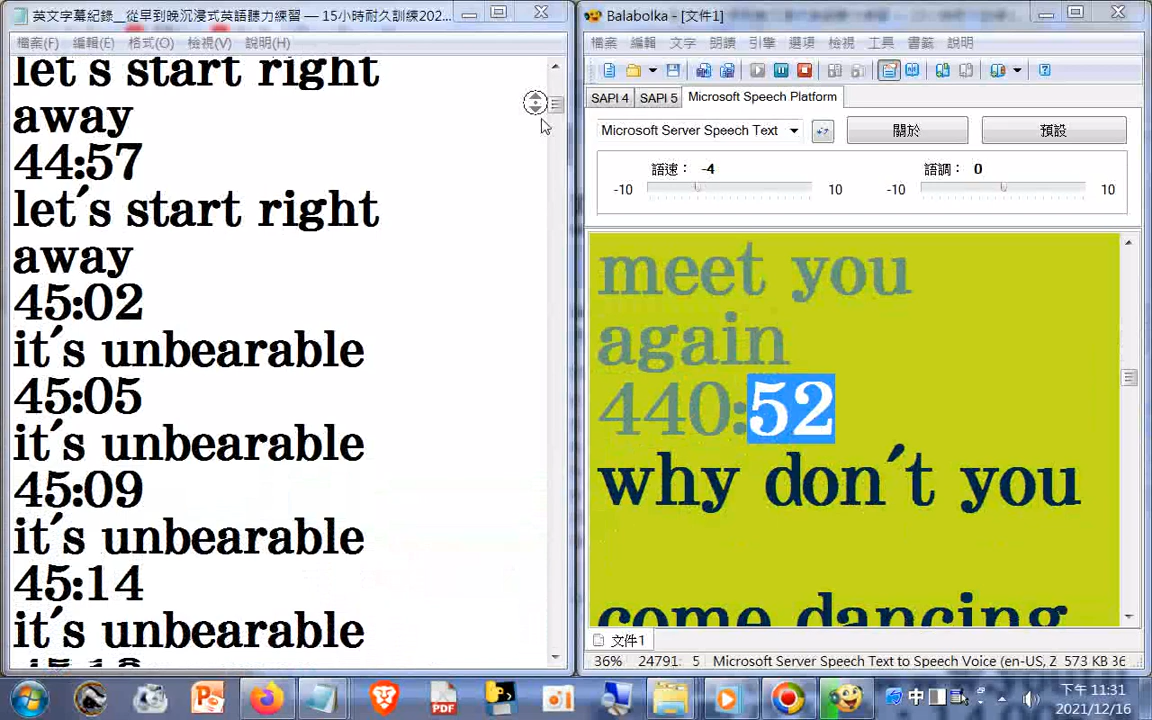 英文字幕紀錄__從早到晚沉浸式英語聽力練習 — 15小時耐久訓練202...
檔案(F) 編輯(E) 格式(O) 檢視(V) 說明(H)
let's start right
away
44:57
let's start right
away
45:02
it's unbearable
45:05
it's unbearable
45:09
it's unbearable
45:14
it's unbearable
45:18
Balabolka - [文件1]
檔案 編輯 文字 朗讀 引擎 選項 檢視 工具 書籤 說明
SAPI 4 SAPI 5 Microsoft Speech Platform
Microsoft Server Speech Text 關於 預設
語速： -4 語調： 0
-10 10 -10 10
meet you
again
440:52
why don't you
come dancing
文件1
36% 24791: 5 Microsoft Server Speech Text to Speech Voice (en-US, Z 573 KB 36
PDF 中 下午 11:31
2021/12/16